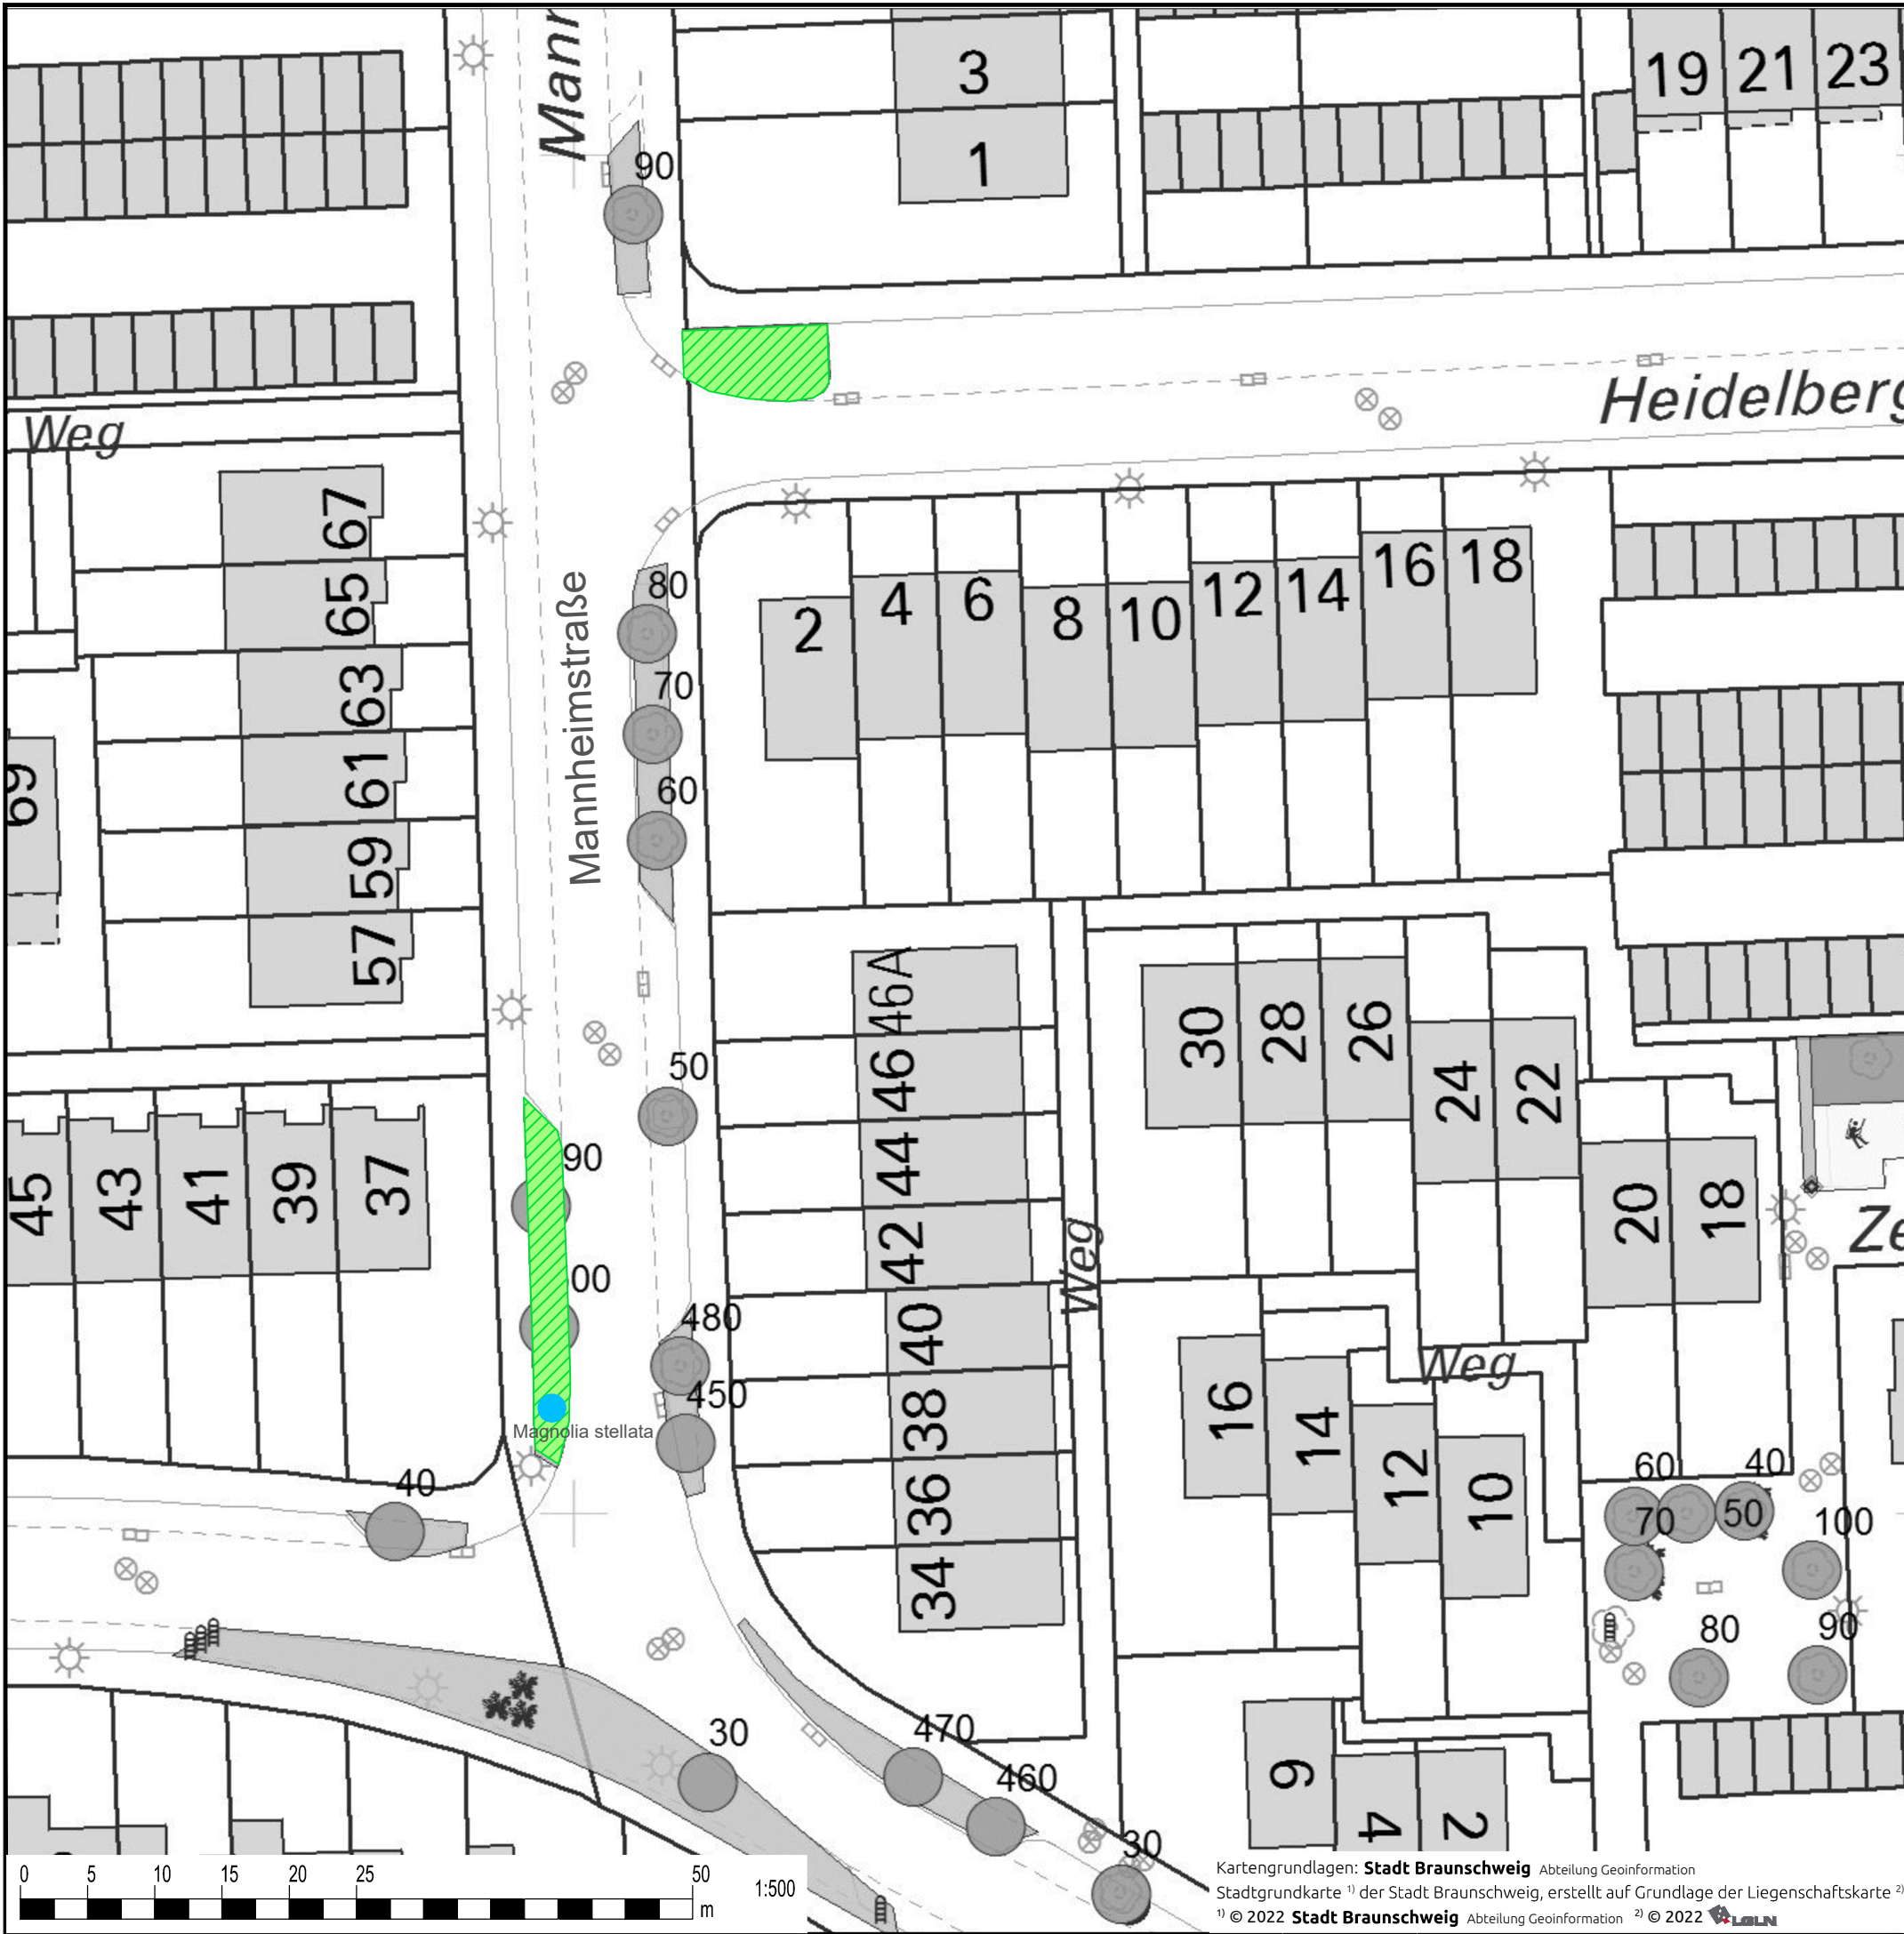 Mann
3
1
19 21 23
90
Weg
Heidelberg
67
65
63
61
59
57
69
Mannheimstraße
80
70
60
2 4 6 8 10 12 14 16 18
46A
46
44
42
40
38
36
34
50
30 28 26 24 22
20 18
45 43 41 39 37
90
00
480
450
Magnolia stellata
40
Weg
Weg
Ze
16 14 12 10
60 40
70 50 100
80 90
30
470
460
30
6 4 2
0 5 10 15 20 25 50
m
1:500
Kartengrundlagen: Stadt Braunschweig Abteilung Geoinformation
Stadtgrundkarte ¹⁾ der Stadt Braunschweig, erstellt auf Grundlage der Liegenschaftskarte ²⁾
¹⁾ © 2022 Stadt Braunschweig Abteilung Geoinformation ²⁾ © 2022 LGLN